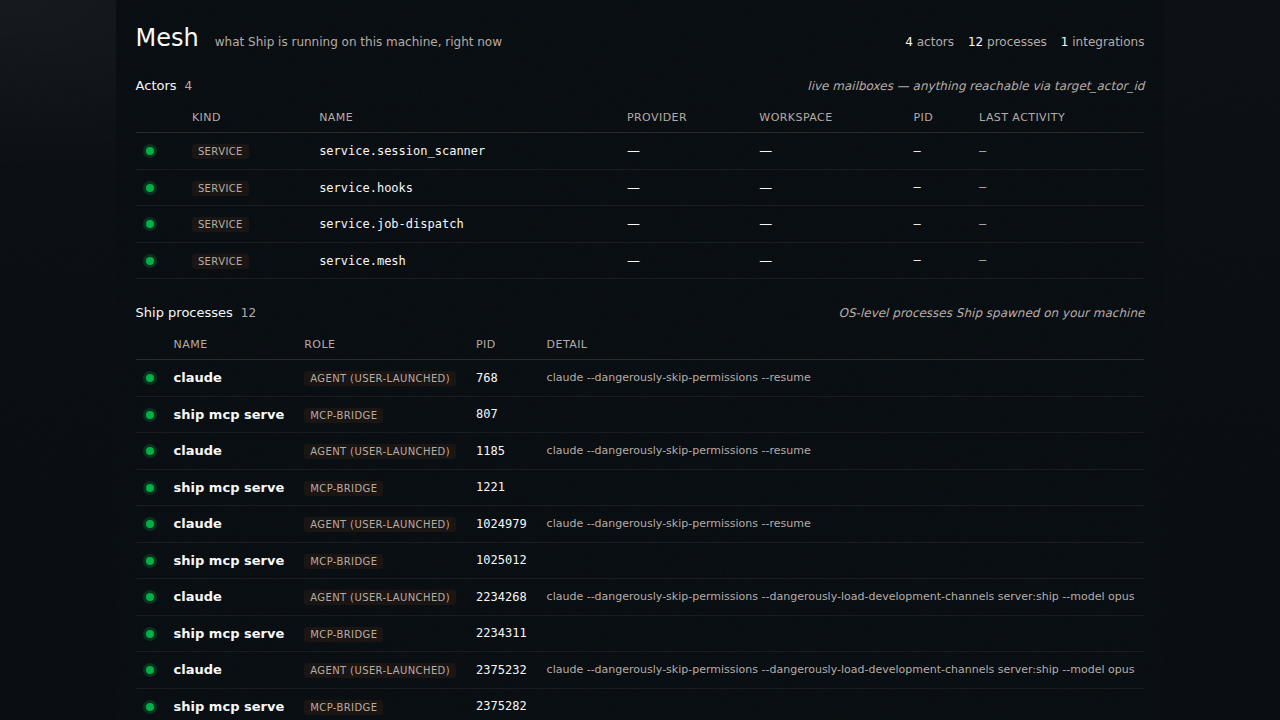 Mesh what Ship is running on this machine, right now 4 actors 12 processes 1 integrations
Actors 4 live mailboxes — anything reachable via target_actor_id
KIND NAME PROVIDER WORKSPACE PID LAST ACTIVITY
SERVICE service.session_scanner — — — —
SERVICE service.hooks — — — —
SERVICE service.job-dispatch — — — —
SERVICE service.mesh — — — —
Ship processes 12 OS-level processes Ship spawned on your machine
NAME ROLE PID DETAIL
claude AGENT (USER-LAUNCHED) 768 claude --dangerously-skip-permissions --resume
ship mcp serve MCP-BRIDGE 807
claude AGENT (USER-LAUNCHED) 1185 claude --dangerously-skip-permissions --resume
ship mcp serve MCP-BRIDGE 1221
claude AGENT (USER-LAUNCHED) 1024979 claude --dangerously-skip-permissions --resume
ship mcp serve MCP-BRIDGE 1025012
claude AGENT (USER-LAUNCHED) 2234268 claude --dangerously-skip-permissions --dangerously-load-development-channels server:ship --model opus
ship mcp serve MCP-BRIDGE 2234311
claude AGENT (USER-LAUNCHED) 2375232 claude --dangerously-skip-permissions --dangerously-load-development-channels server:ship --model opus
ship mcp serve MCP-BRIDGE 2375282